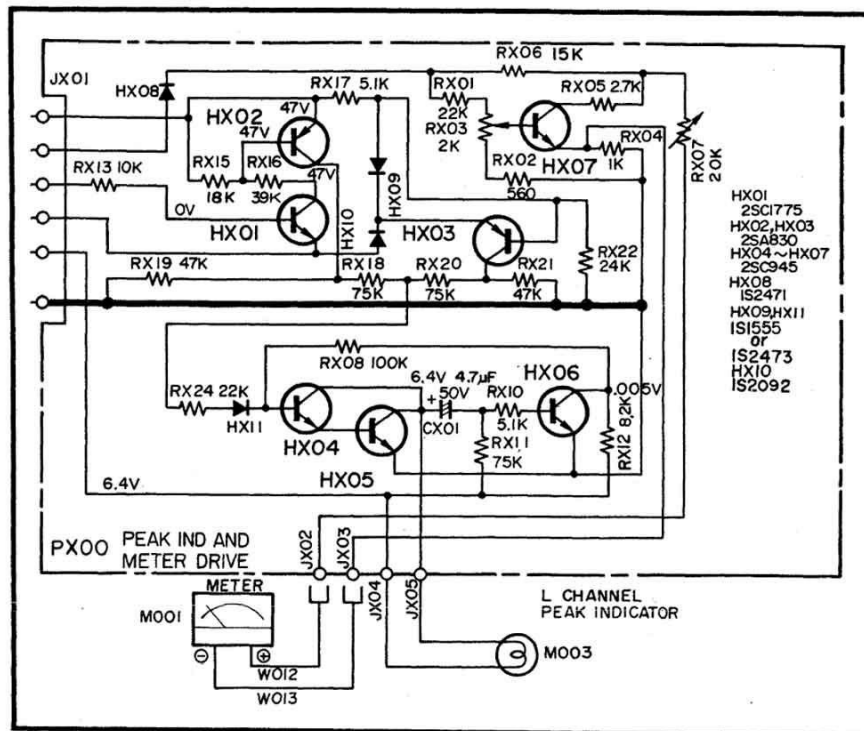 RX06 15K
JX01
HX08
RX17 5.1K
RX01
22K
RX05 2.7K
47V
HX02
47V
RX03
2K
RX04
1K
HX07
RX07
20K
RX13 10K
RX15
18K
RX16
39K
47V
HX09
RX02
560
0V
HX01
HX10
HX03
RX19 47K
RX18
75K
RX20
75K
RX21
47K
RX22
24K
HX01
2SC1775
HX02,HX03
2SA830
HX04~HX07
2SC945
HX08
1S2471
HX09,HX11
1S1555
or
1S2473
HX10
1S2092
RX08 100K
RX24 22K
HX11
HX04
HX05
6.4V 4.7μF
+ 50V
CX01
RX10
5.1K
HX06
.005V
RX11
75K
RX12 8.2K
6.4V
PX00 PEAK IND AND
METER DRIVE
JX02
JX03
JX04
JX05
METER
M001
⊖ ⊕
W012
W013
L CHANNEL
PEAK INDICATOR
M003